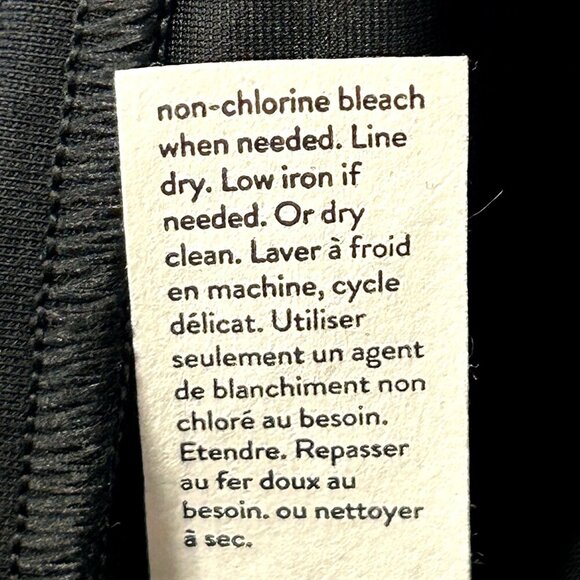 non-chlorine bleach
when needed. Line
dry. Low iron if
needed. Or dry
clean. Laver à froid
en machine, cycle
délicat. Utiliser
seulement un agent
de blanchiment non
chloré au besoin.
Etendre. Repasser
au fer doux au
besoin. ou nettoyer
à sec.